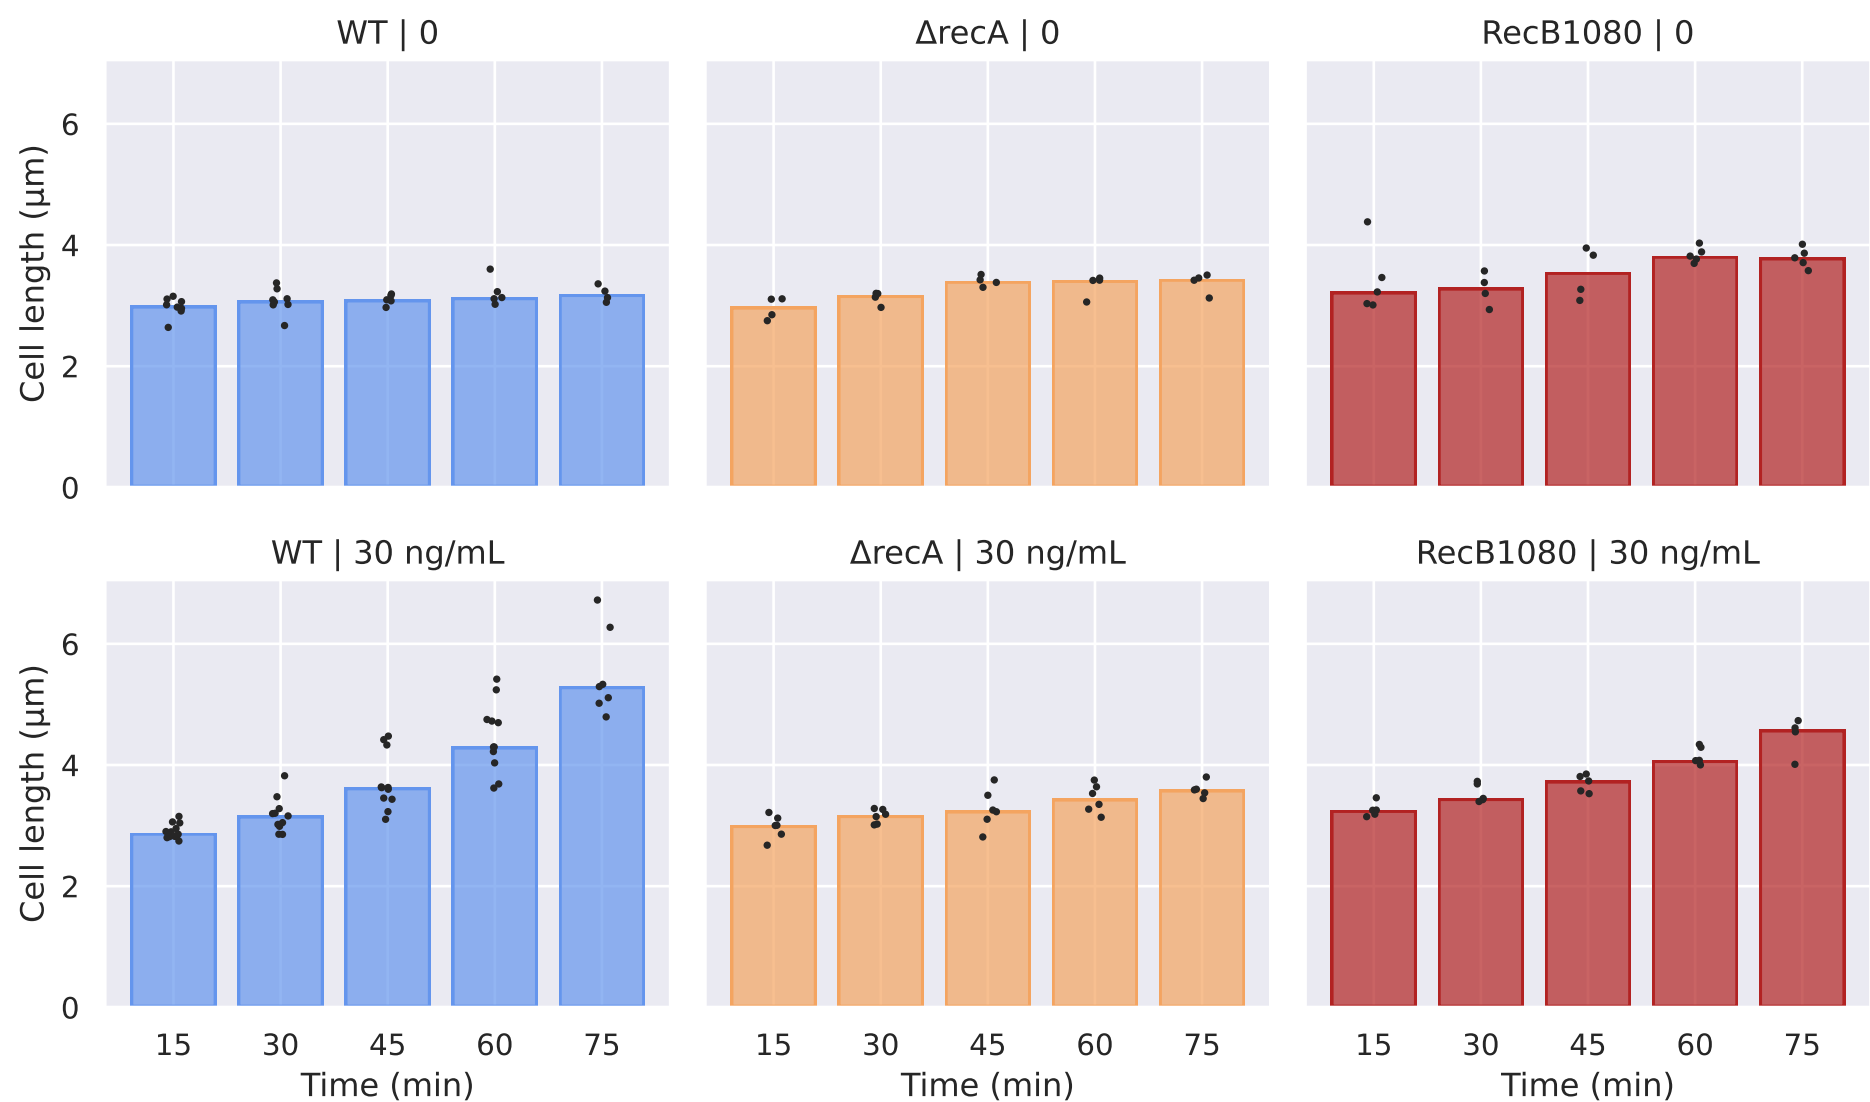 WT | 0
ΔrecA | 0
RecB1080 | 0
Cell length (μm)
6
4
2
0
WT | 30 ng/mL
ΔrecA | 30 ng/mL
RecB1080 | 30 ng/mL
Cell length (μm)
6
4
2
0
15 30 45 60 75
15 30 45 60 75
15 30 45 60 75
Time (min)
Time (min)
Time (min)